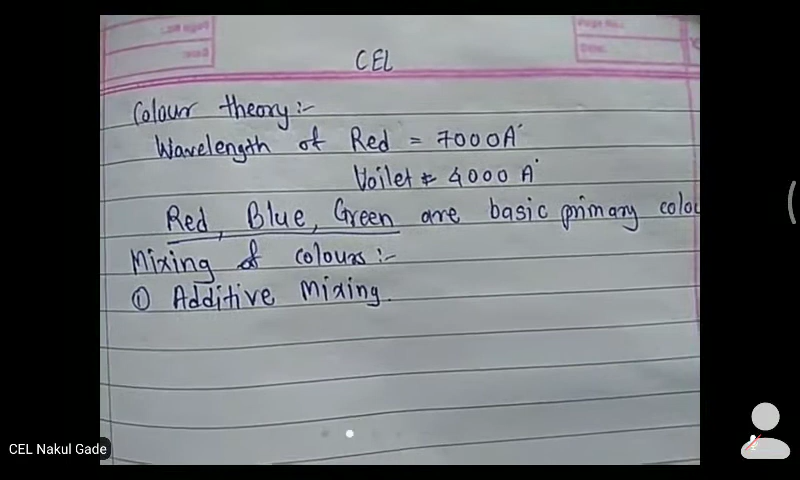 CEL
Colour theory:-
Wavelength of Red = 7000A°
Voilet = 4000 A°
Red, Blue, Green are basic primary colou
Mixing of colours:-
① Additive Mixing.
CEL Nakul Gade